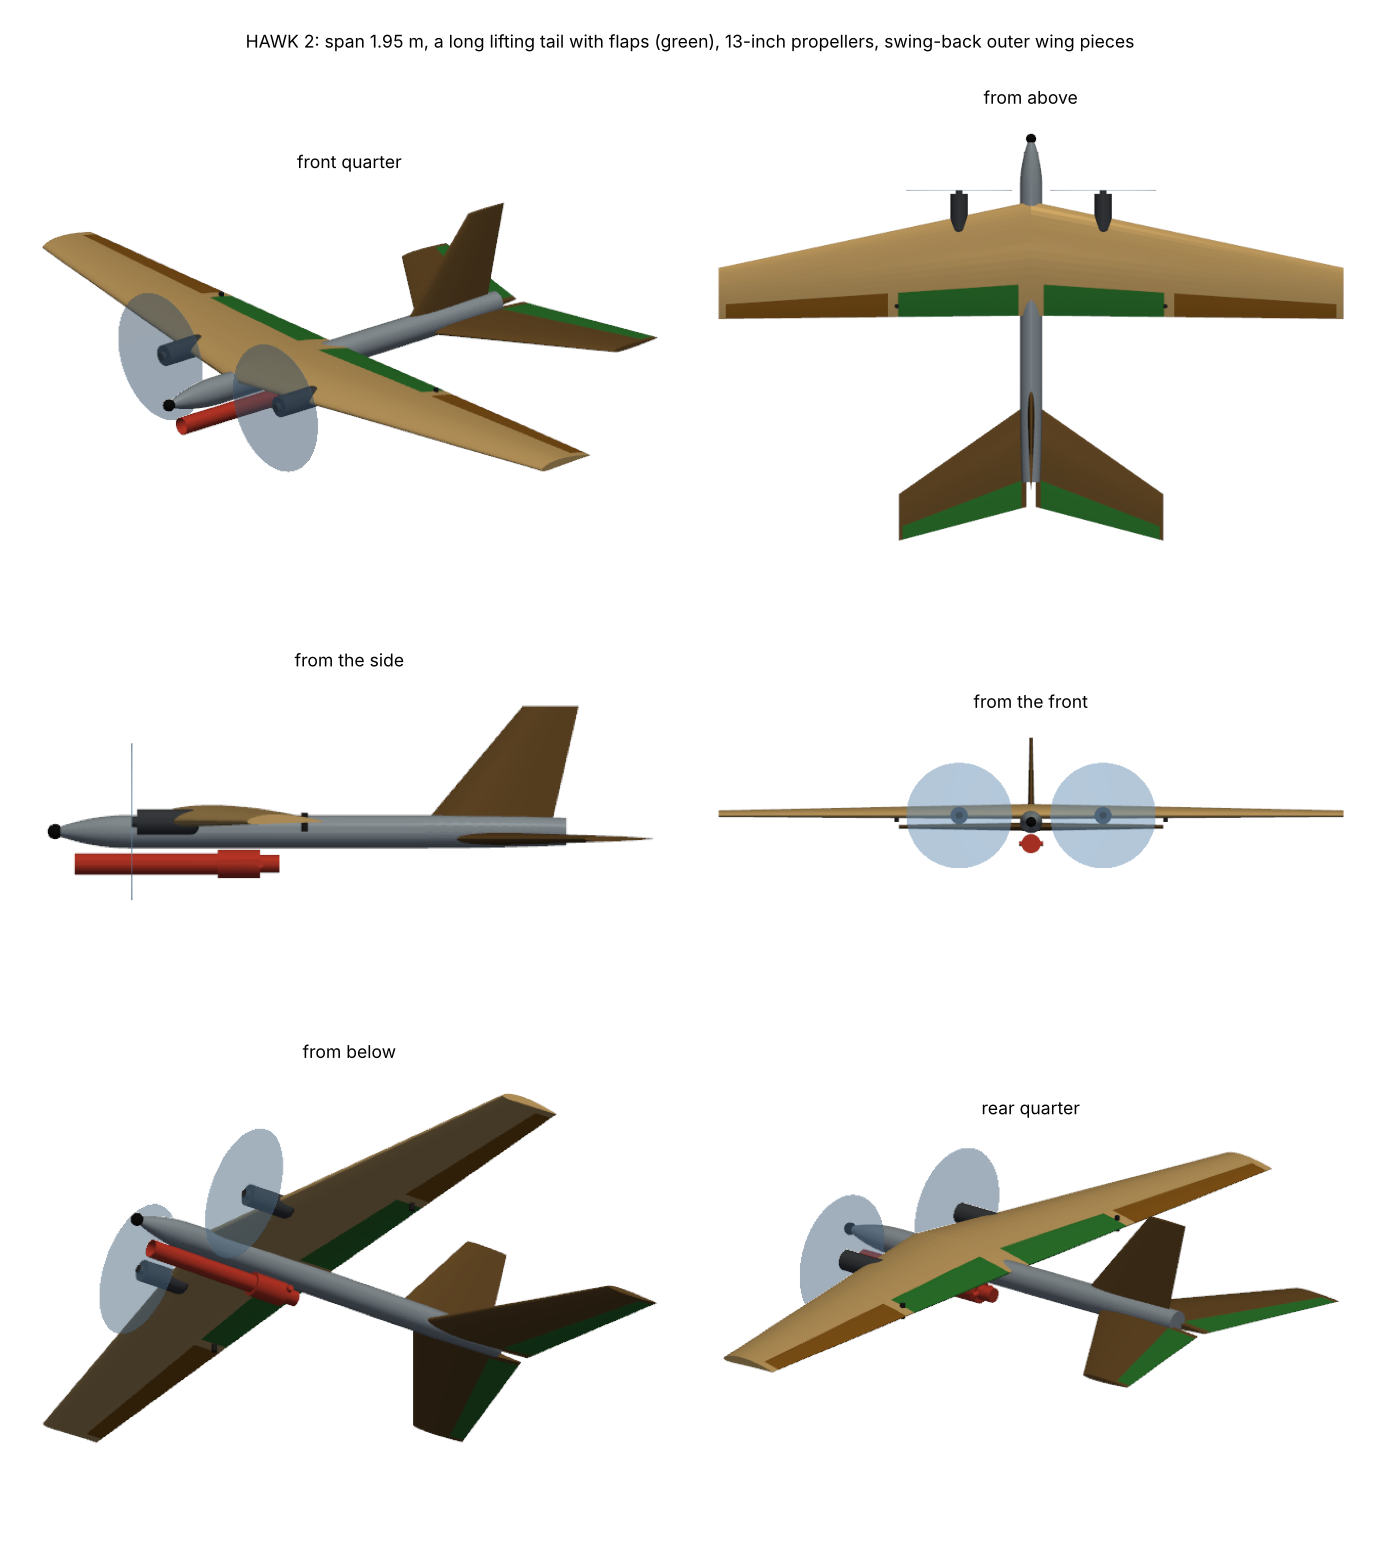 HAWK 2: span 1.95 m, a long lifting tail with flaps (green), 13-inch propellers, swing-back outer wing pieces
from above
front quarter
from the side
from the front
from below
rear quarter